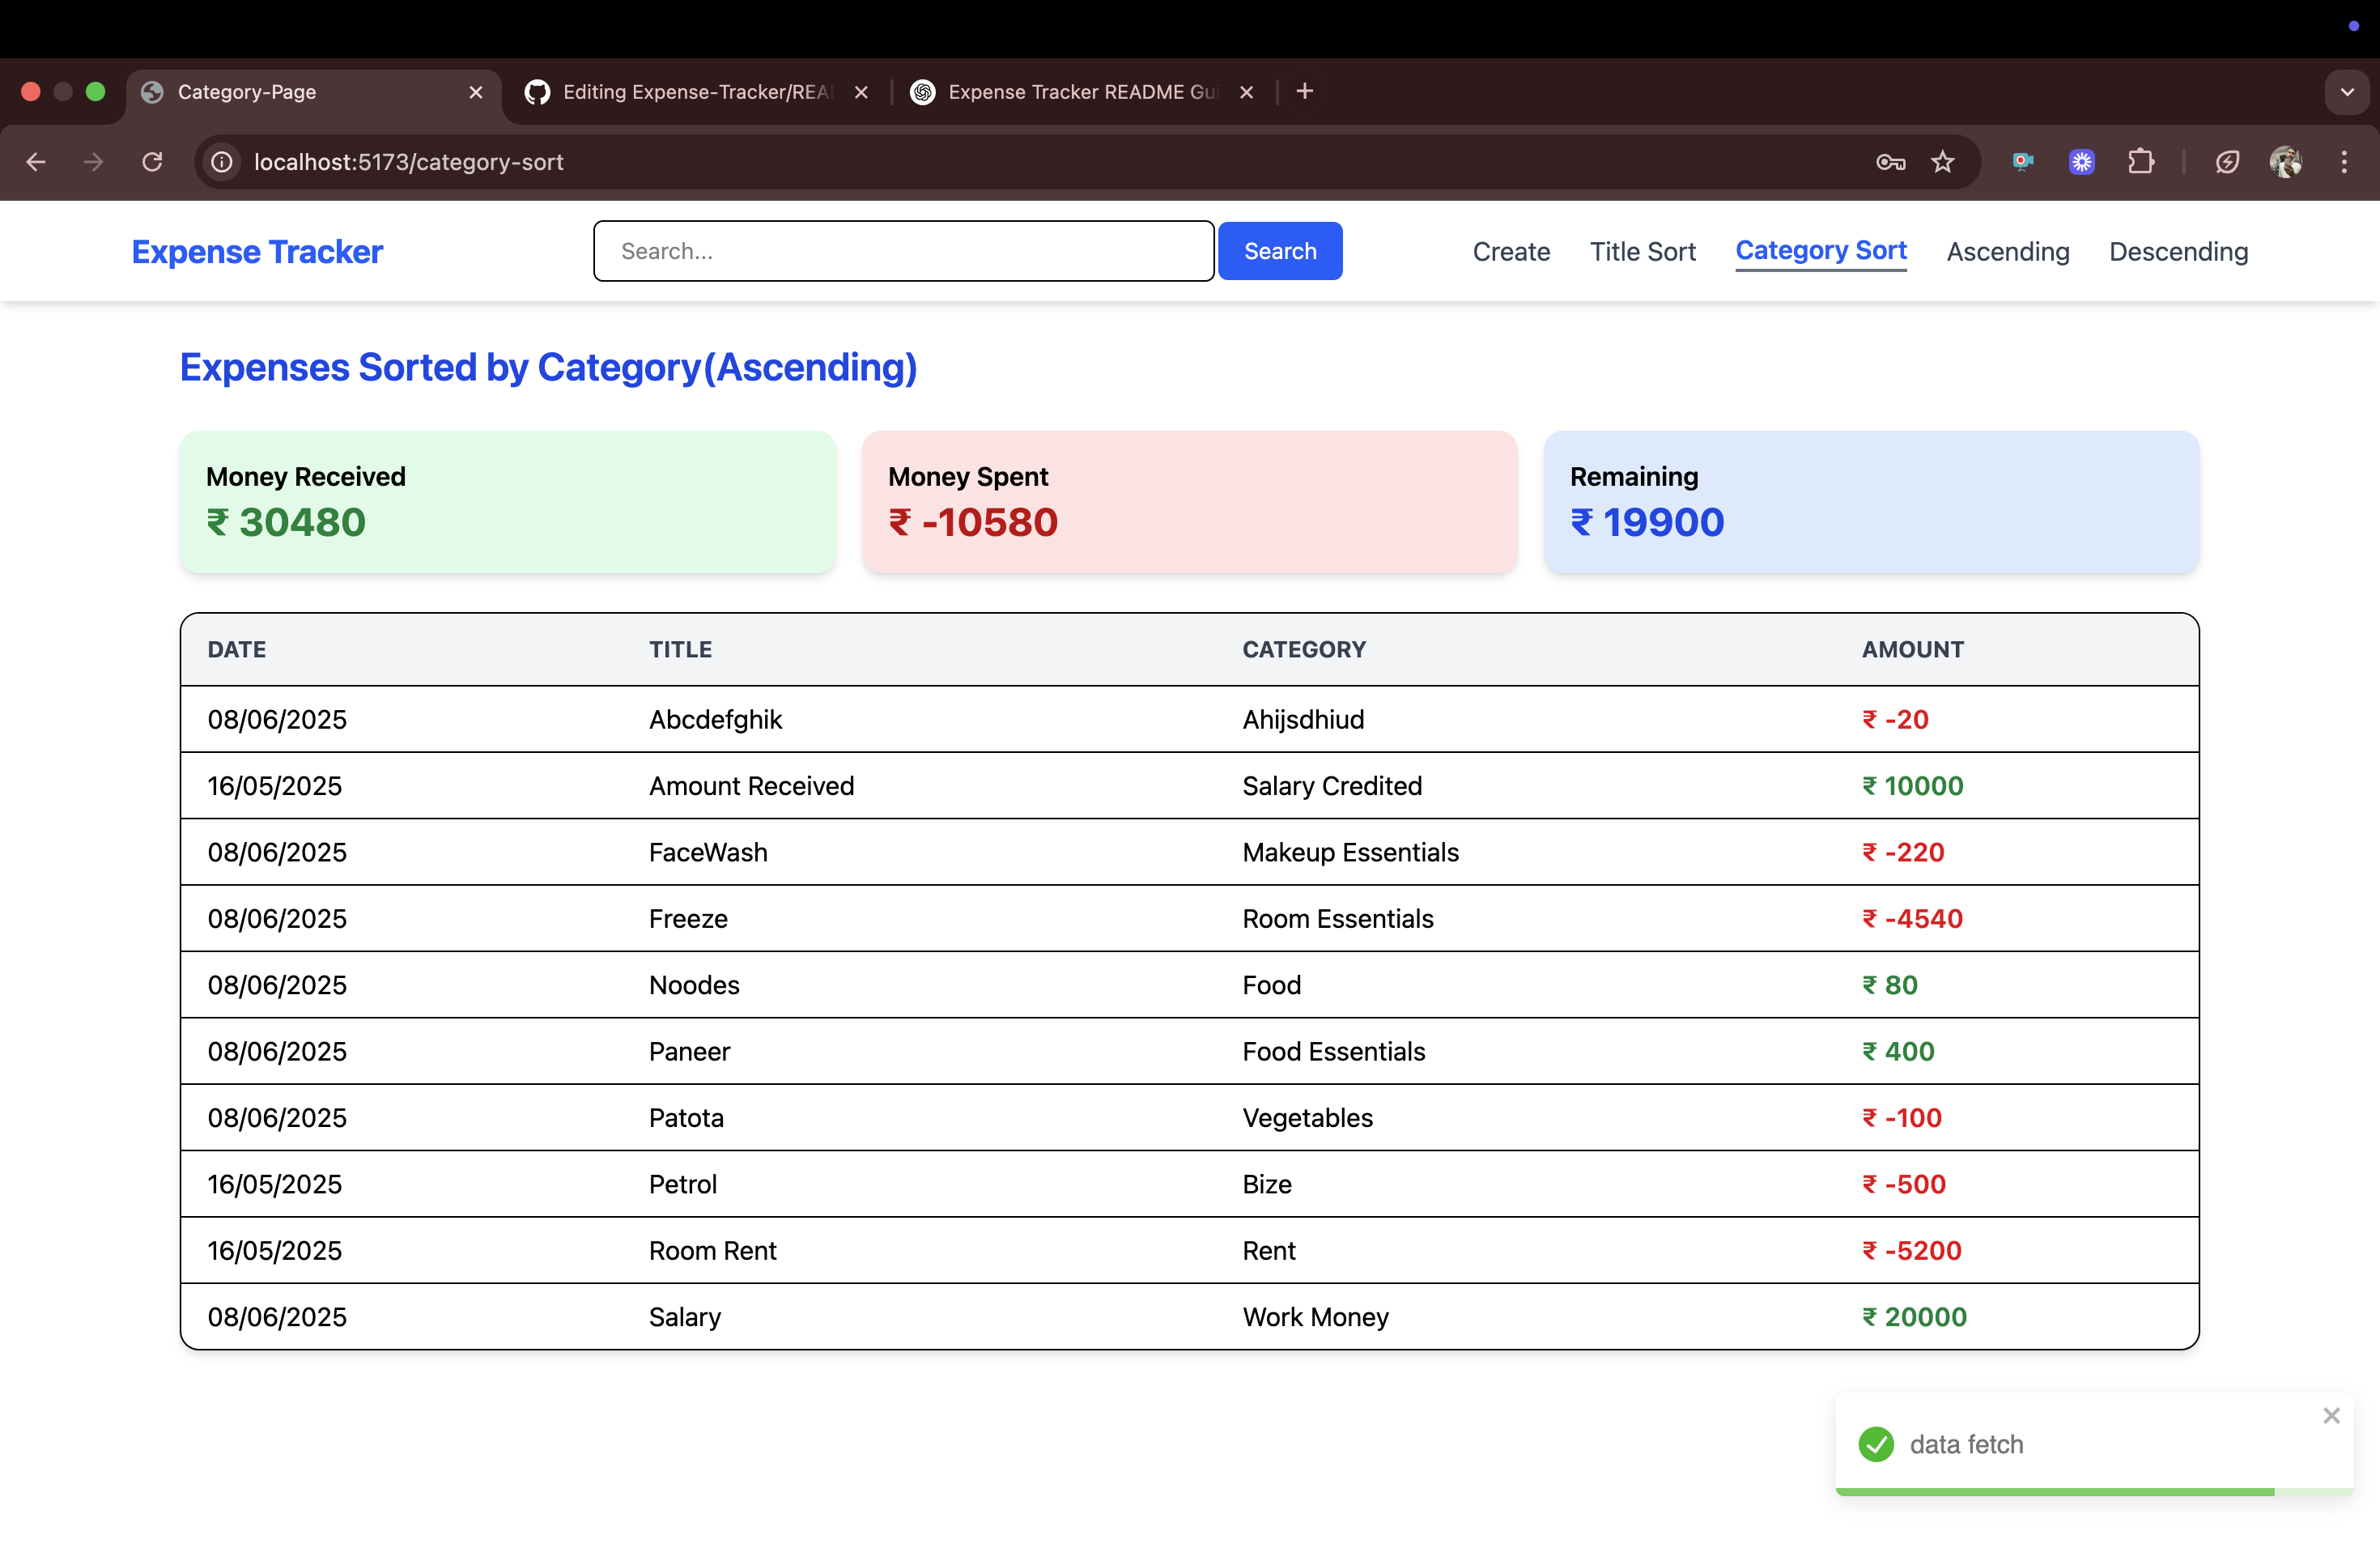 Category-Page
Editing Expense-Tracker/REA
Expense Tracker README Gui
localhost:5173/category-sort
Expense Tracker
Search...
Search
Create
Title Sort
Category Sort
Ascending
Descending
Expenses Sorted by Category(Ascending)
Money Received
₹ 30480
Money Spent
₹ -10580
Remaining
₹ 19900
DATE TITLE CATEGORY AMOUNT
08/06/2025 Abcdefghik Ahijsdhiud ₹ -20
16/05/2025 Amount Received Salary Credited ₹ 10000
08/06/2025 FaceWash Makeup Essentials ₹ -220
08/06/2025 Freeze Room Essentials ₹ -4540
08/06/2025 Noodes Food ₹ 80
08/06/2025 Paneer Food Essentials ₹ 400
08/06/2025 Patota Vegetables ₹ -100
16/05/2025 Petrol Bize ₹ -500
16/05/2025 Room Rent Rent ₹ -5200
08/06/2025 Salary Work Money ₹ 20000
data fetch